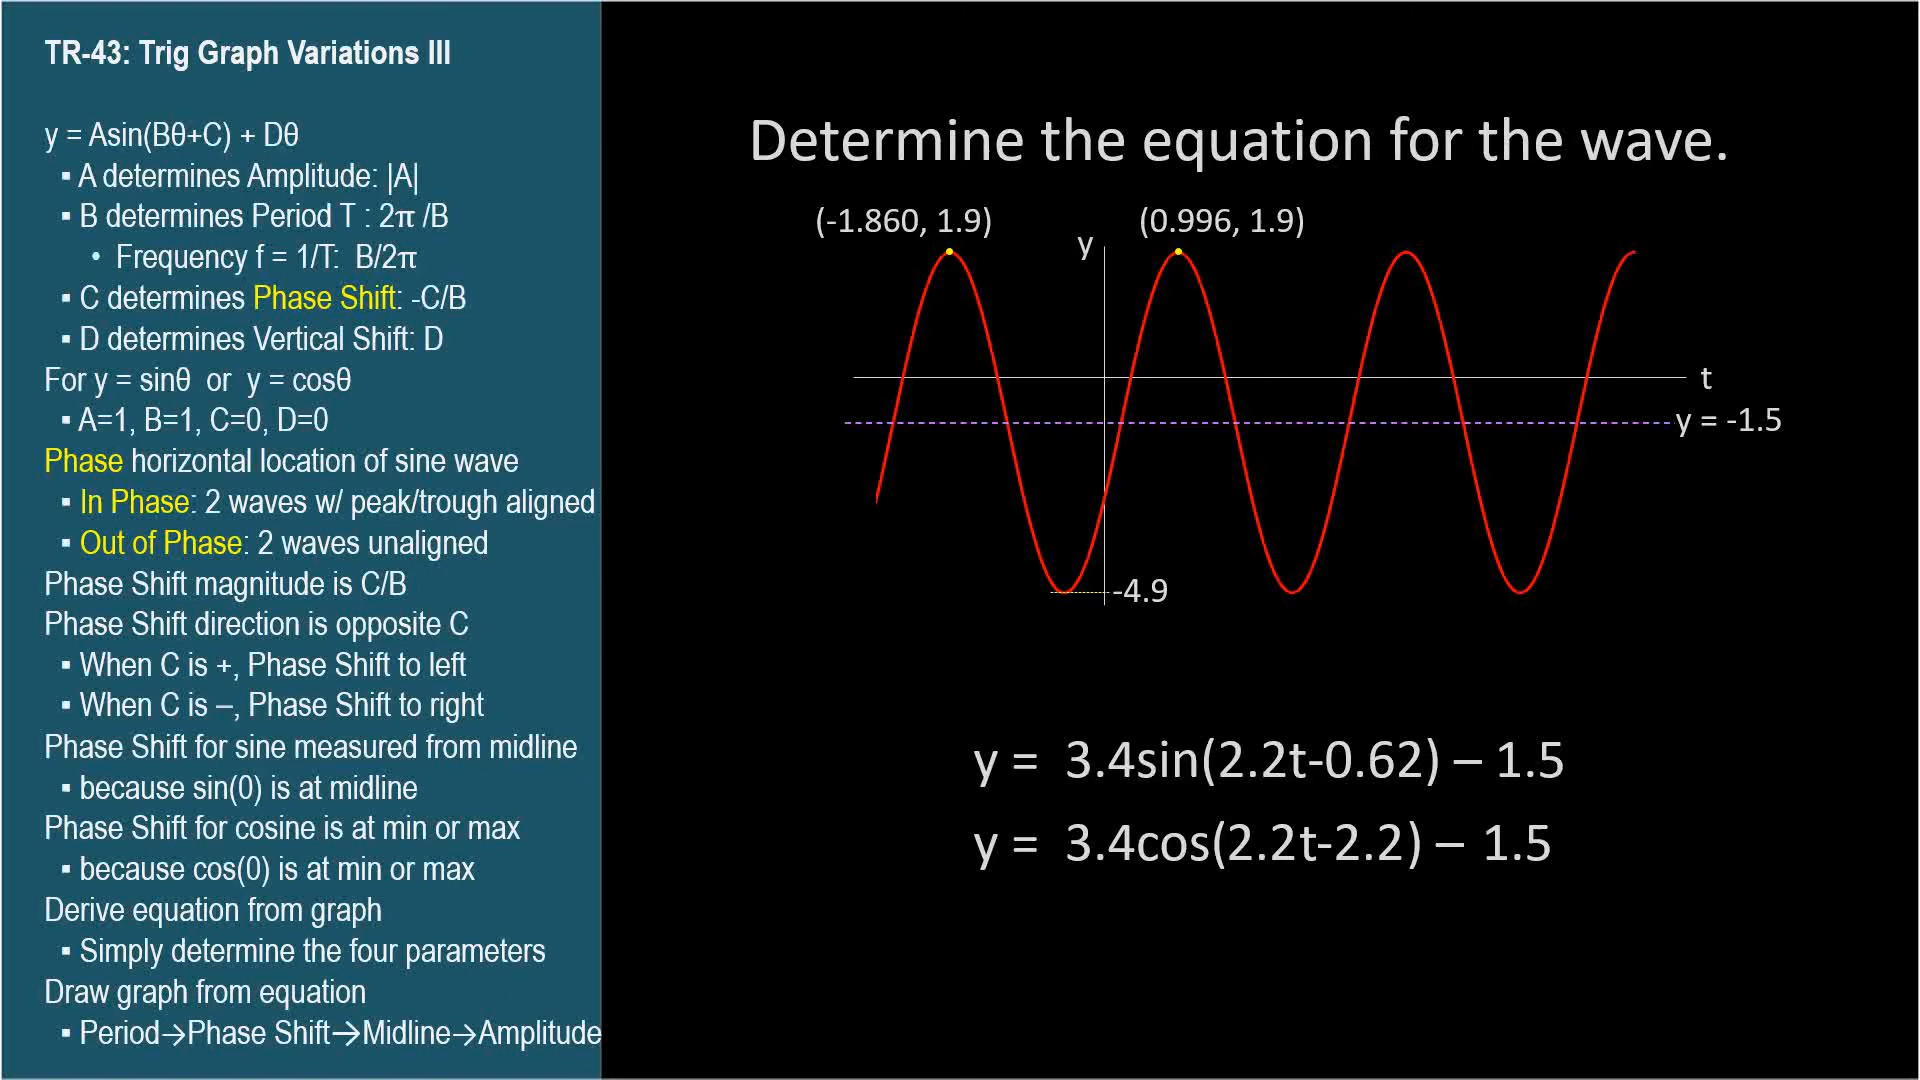 TR-43: Trig Graph Variations III
y = Asin(Bθ+C) + Dθ
▪ A determines Amplitude: |A|
▪ B determines Period T : 2π /B
• Frequency f = 1/T:  B/2π
▪ C determines Phase Shift: -C/B
▪ D determines Vertical Shift: D
For y = sinθ  or  y = cosθ
▪ A=1, B=1, C=0, D=0
Phase horizontal location of sine wave
▪ In Phase: 2 waves w/ peak/trough aligned
▪ Out of Phase: 2 waves unaligned
Phase Shift magnitude is C/B
Phase Shift direction is opposite C
▪ When C is +, Phase Shift to left
▪ When C is –, Phase Shift to right
Phase Shift for sine measured from midline
▪ because sin(0) is at midline
Phase Shift for cosine is at min or max
▪ because cos(0) is at min or max
Derive equation from graph
▪ Simply determine the four parameters
Draw graph from equation
▪ Period→Phase Shift→Midline→Amplitude
Determine the equation for the wave.
(-1.860, 1.9)
(0.996, 1.9)
y
t
y = -1.5
-4.9
y =  3.4sin(2.2t-0.62) – 1.5
y =  3.4cos(2.2t-2.2) – 1.5